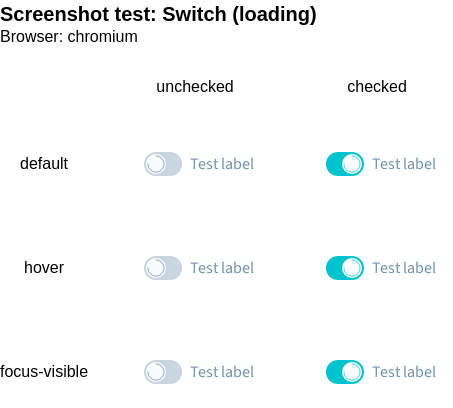 Screenshot test: Switch (loading)
Browser: chromium
unchecked checked
default Test label Test label
hover Test label Test label
focus-visible Test label Test label